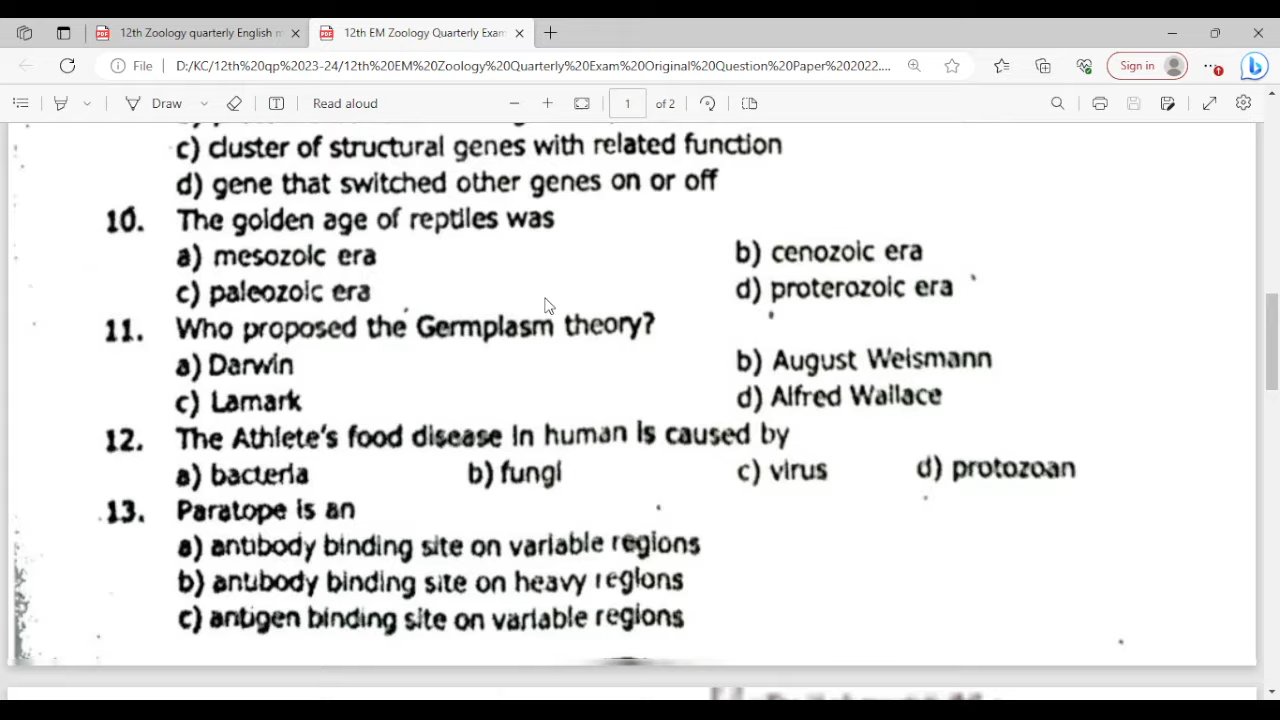 12th Zoology quarterly English m
12th EM Zoology Quarterly Exam
File
D:/KC/12th%20qp%202023-24/12th%20EM%20Zoology%20Quarterly%20Exam%20Original%20Question%20Paper%202022....
Sign in
Draw
Read aloud
1 of 2
c) cluster of structural genes with related function
d) gene that switched other genes on or off
10. The golden age of reptiles was
a) mesozoic era b) cenozoic era
c) paleozoic era d) proterozoic era
11. Who proposed the Germplasm theory?
a) Darwin b) August Weismann
c) Lamark d) Alfred Wallace
12. The Athlete's food disease in human is caused by
a) bacteria b) fungi c) virus d) protozoan
13. Paratope is an
a) antibody binding site on variable regions
b) antibody binding site on heavy regions
c) antigen binding site on variable regions